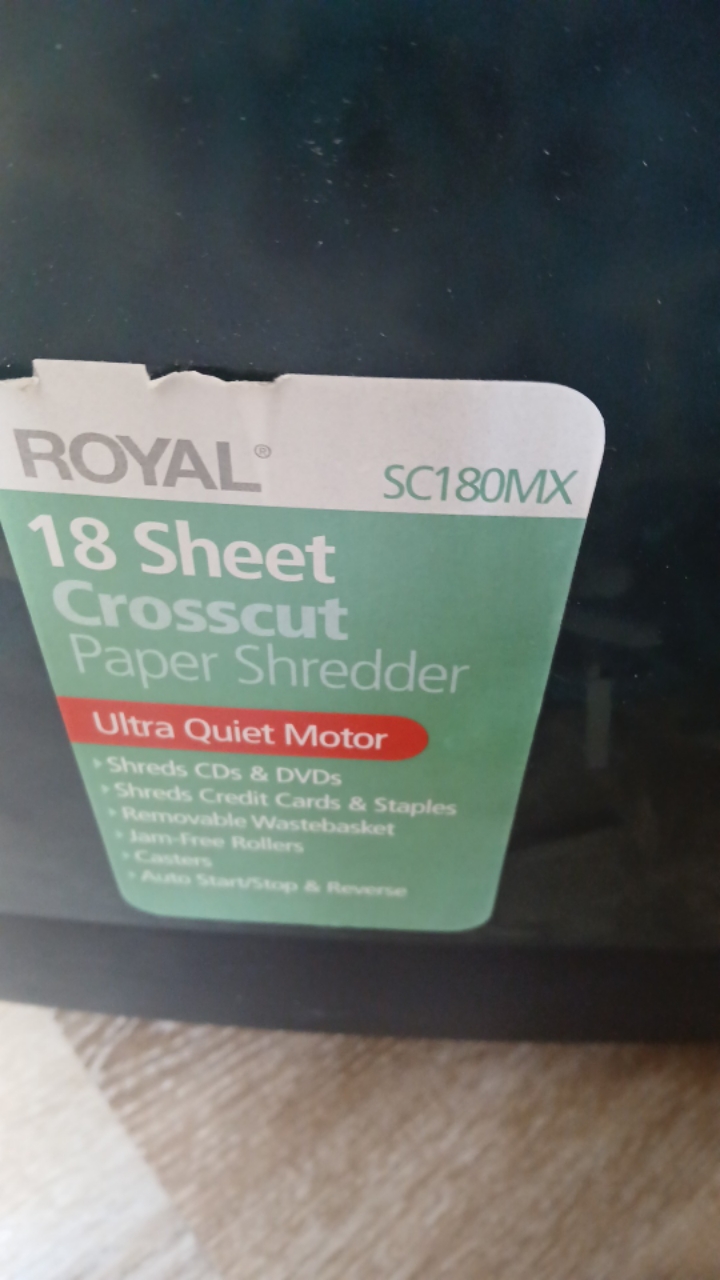 ROYAL®
SC180MX
18 Sheet
Crosscut
Paper Shredder
Ultra Quiet Motor
Shreds CDs & DVDs
Shreds Credit Cards & Staples
Removable Wastebasket
Jam-Free Rollers
Casters
Auto Start/Stop & Reverse